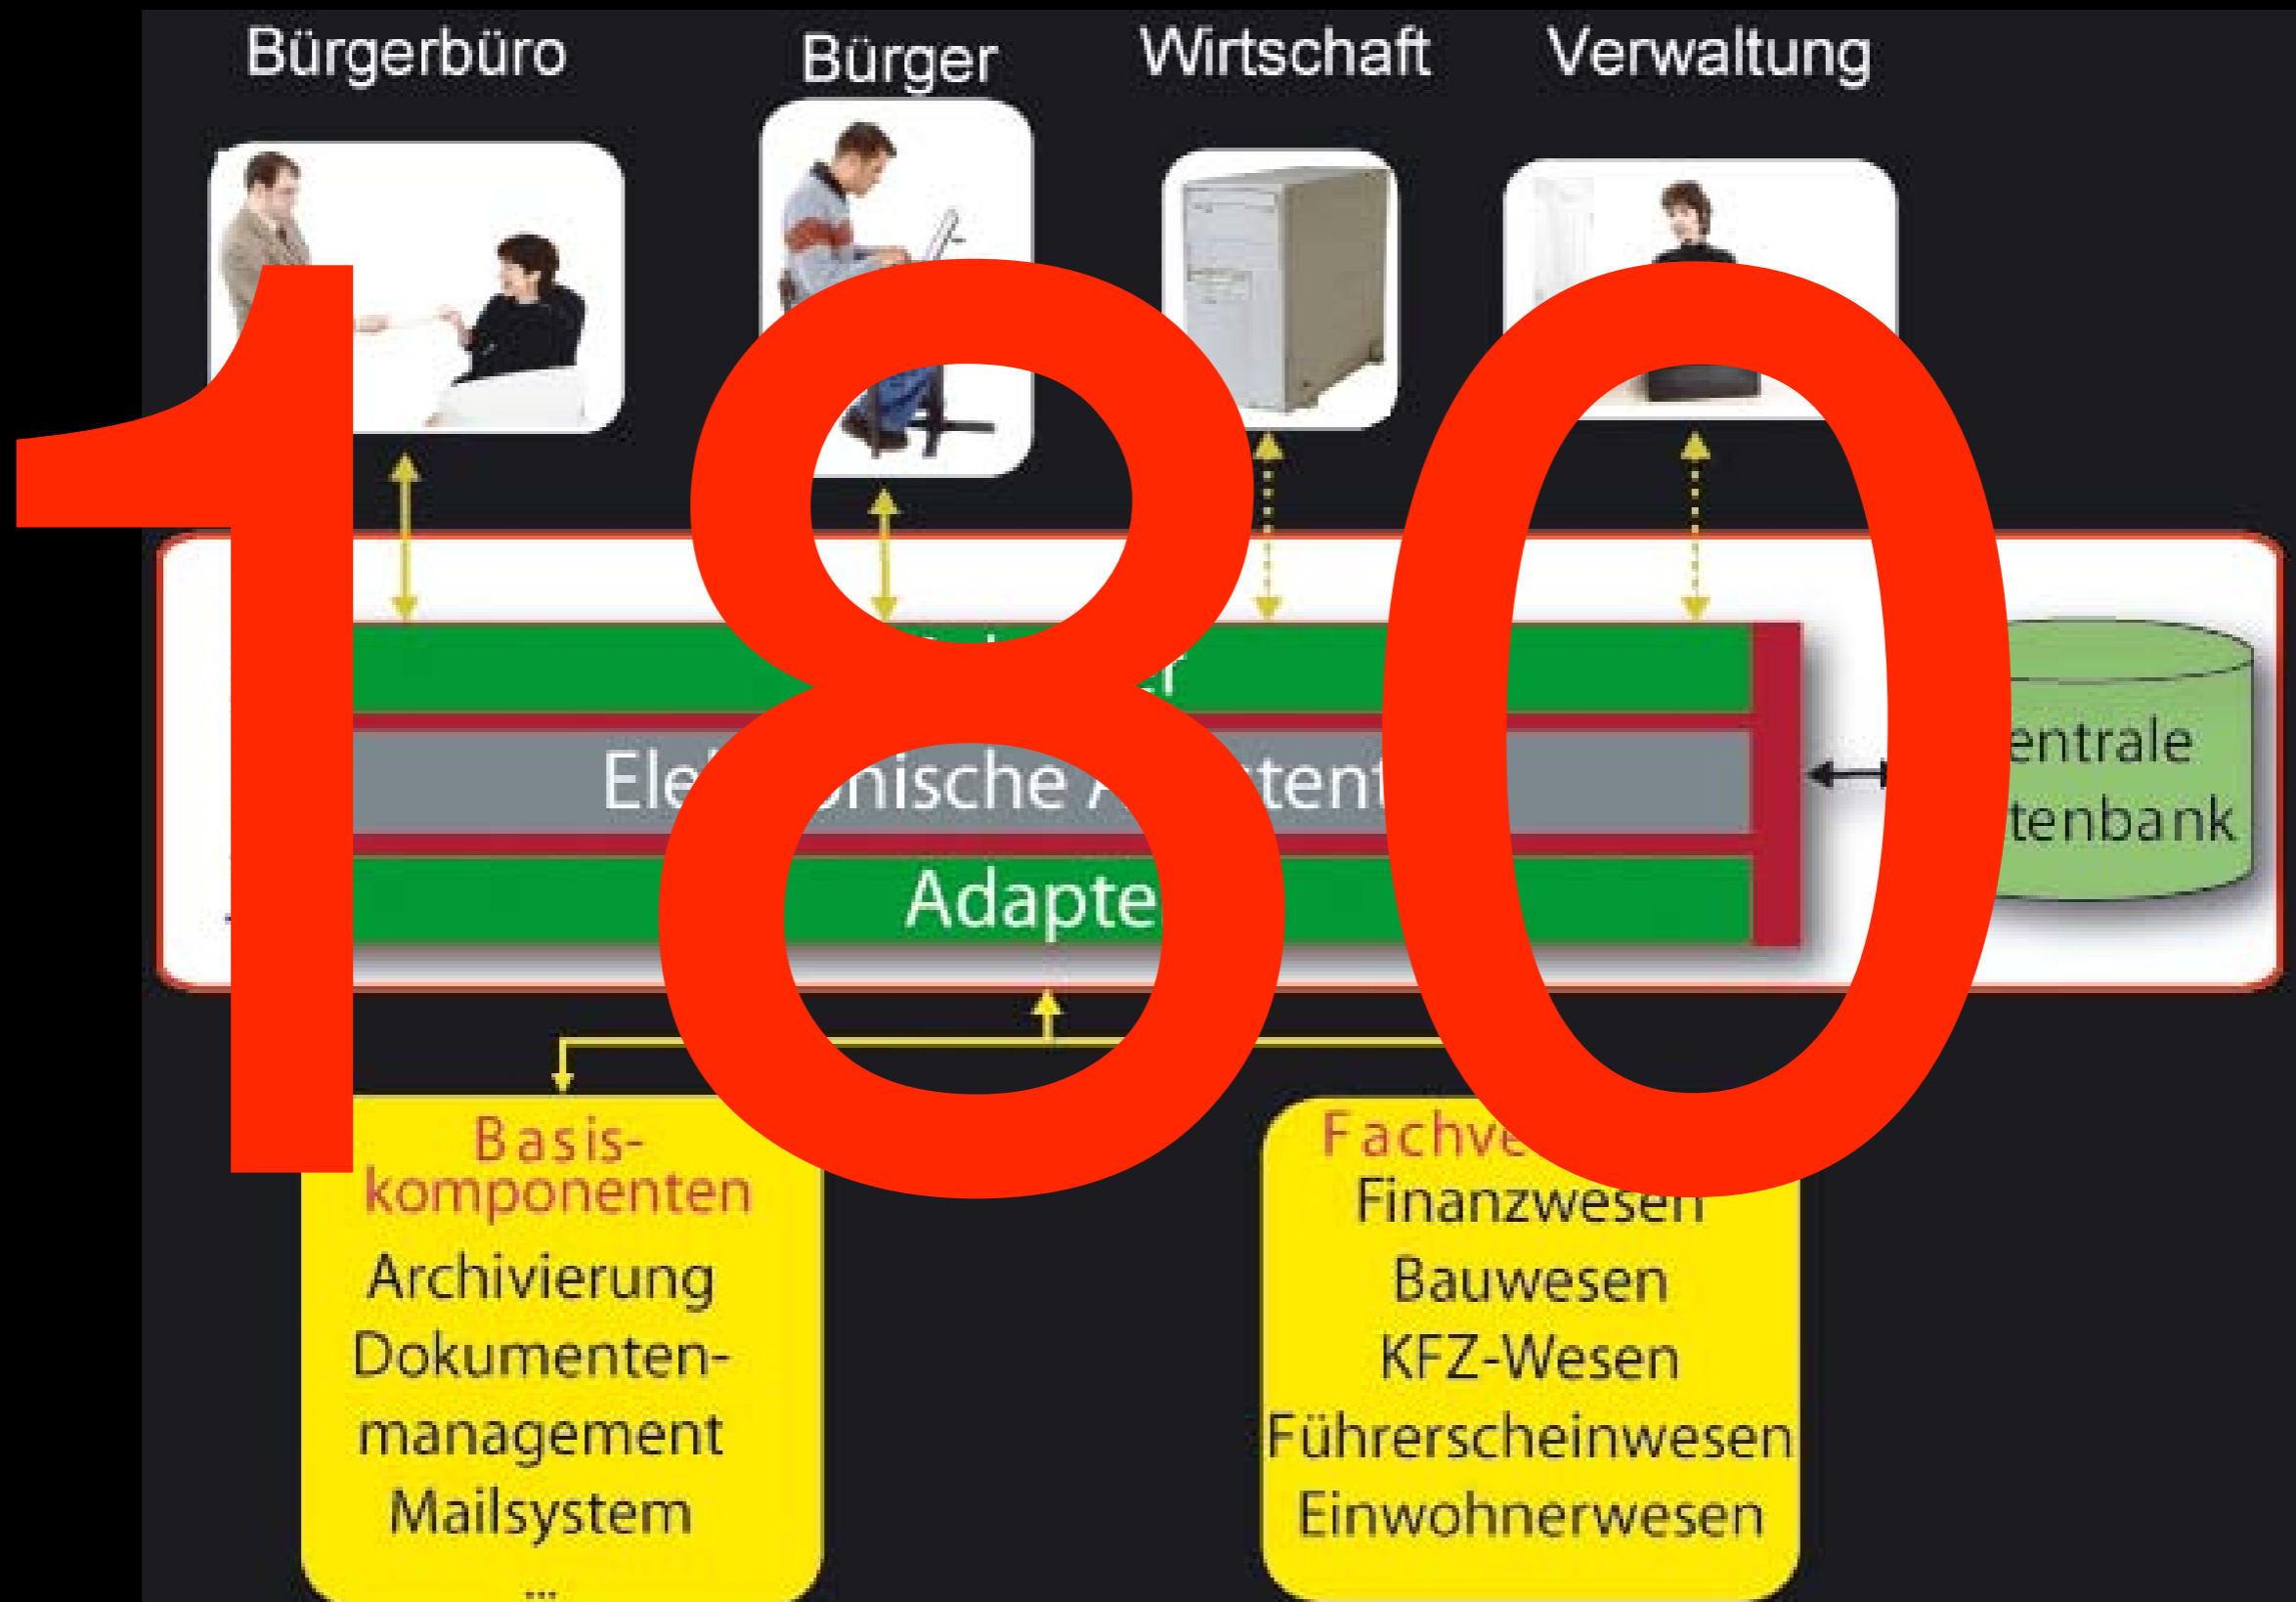 Bürgerbüro
Bürger
Wirtschaft
Verwaltung
180
Adapte
entrale
tenbank
Basis-
komponenten
Archivierung
Dokumenten-
management
Mailsystem
...
Finanzwesen
Bauwesen
KFZ-Wesen
Führerscheinwesen
Einwohnerwesen